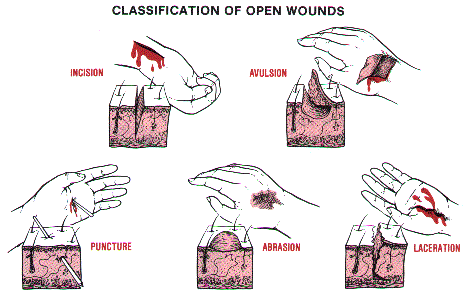 CLASSIFICATION OF OPEN WOUNDS
INCISION
AVULSION
PUNCTURE
ABRASION
LACERATION